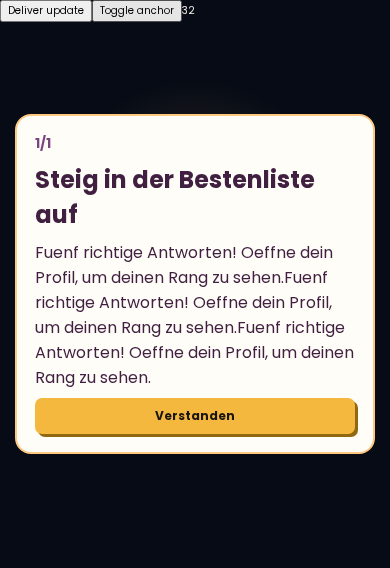 Deliver update Toggle anchor 32
1/1
Steig in der Bestenliste
auf
Fuenf richtige Antworten! Oeffne dein
Profil, um deinen Rang zu sehen.Fuenf
richtige Antworten! Oeffne dein Profil,
um deinen Rang zu sehen.Fuenf richtige
Antworten! Oeffne dein Profil, um deinen
Rang zu sehen.
Verstanden